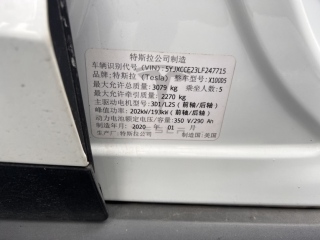 特斯拉公司制造
车辆识别代号(VIN):5YJXCCE23LF247715
品牌:特斯拉(Tesla) 整车型号:X100D5
最大允许总质量:3079 kg 乘坐人数:5
最大允许牵引质量: 2270 kg
主驱动电机型号:301/L2S (前轴/后轴)
峰值功率:202kW/193kW (前轴/后轴)
动力电池额定电压/容量:350 V/290 Ah
制造年月: 2020 年 01 月
生产厂:特斯拉公司 制造国:美国